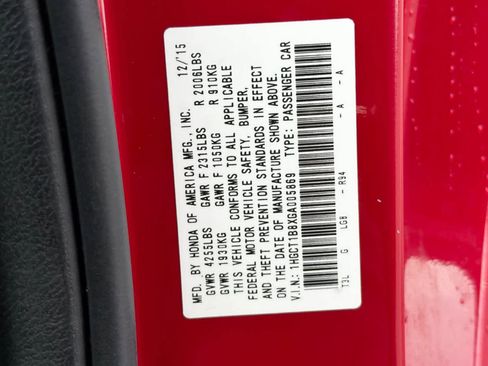 MFD. BY HONDA OF AMERICA MFG., INC. 12/'15
GVWR 4255LBS GAWR F 2315LBS R 2006LBS
GVWR 1930KG GAWR F 1050KG R 910KG
THIS VEHICLE CONFORMS TO ALL APPLICABLE
FEDERAL MOTOR VEHICLE SAFETY, BUMPER,
AND THEFT PREVENTION STANDARDS IN EFFECT
ON THE DATE OF MANUFACTURE SHOWN ABOVE.
V.I.N.: 1HGCT1B8XGA005869 TYPE: PASSENGER CAR
T3L G LGB - R94 - A - A